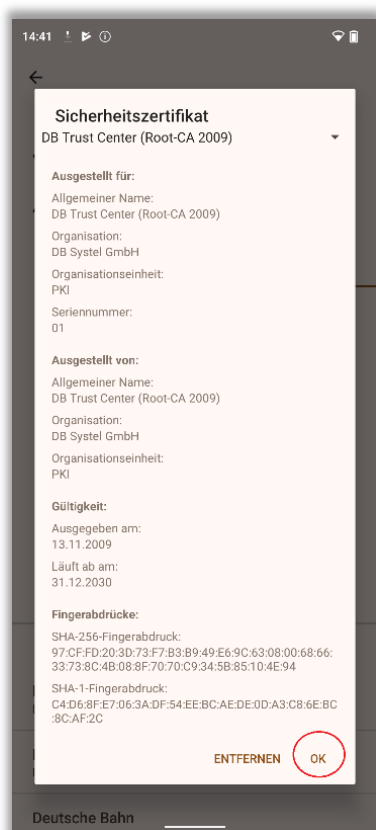 14:41
Sicherheitszertifikat
DB Trust Center (Root-CA 2009)
Ausgestellt für:
Allgemeiner Name:
DB Trust Center (Root-CA 2009)
Organisation:
DB Systel GmbH
Organisationseinheit:
PKI
Seriennummer:
01
Ausgestellt von:
Allgemeiner Name:
DB Trust Center (Root-CA 2009)
Organisation:
DB Systel GmbH
Organisationseinheit:
PKI
Gültigkeit:
Ausgegeben am:
13.11.2009
Läuft ab am:
31.12.2030
Fingerabdrücke:
SHA-256-Fingerabdruck:
97:CF:FD:20:3D:73:F7:B3:B9:49:E6:9C:63:08:00:68:66:
33:73:8C:4B:08:8F:70:70:C9:34:5B:85:10:4E:94
SHA-1-Fingerabdruck:
C4:D6:8F:E7:06:3A:DF:54:EE:BC:AE:DE:0D:A3:C8:6E:BC
:8C:AF:2C
ENTFERNEN OK
Deutsche Bahn